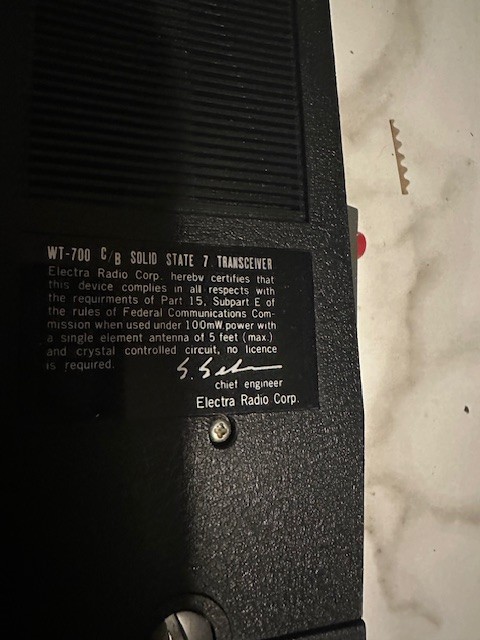 WT-700 C/B SOLID STATE 7 TRANSCEIVER
Electra Radio Corp. hereby certifies that
this device complies in all respects with
the requirments of Part 15, Subpart E of
the rules of Federal Communications Com-
mission when used under 100mW power with
a single element antenna of 5 feet (max.)
and crystal controlled circuit, no licence
is required.
chief engineer
Electra Radio Corp.